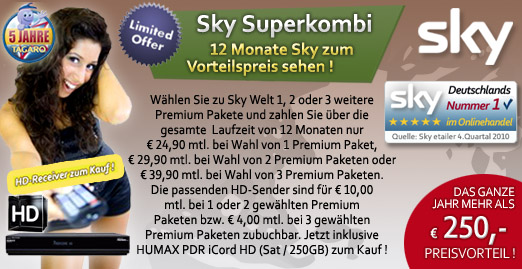 5 JAHRE
TAGARO
Limited
Offer
Sky Superkombi
12 Monate Sky zum
Vorteilspreis sehen !
sky
sky
Deutschlands
Nummer 1
im Onlinehandel
Quelle: Sky etailer 4.Quartal 2010
Wählen Sie zu Sky Welt 1, 2 oder 3 weitere
Premium Pakete und zahlen Sie über die
gesamte Laufzeit von 12 Monaten nur
€ 24,90 mtl. bei Wahl von 1 Premium Paket,
€ 29,90 mtl. bei Wahl von 2 Premium Paketen oder
€ 39,90 mtl. bei Wahl von 3 Premium Paketen.
Die passenden HD-Sender sind für € 10,00
mtl. bei 1 oder 2 gewählten Premium
Paketen bzw. € 4,00 mtl. bei 3 gewählten
Premium Paketen zubuchbar. Jetzt inklusive
HUMAX PDR iCord HD (Sat / 250GB) zum Kauf !
HD-Receiver zum Kauf !
HD
DAS GANZE
JAHR MEHR ALS
€ 250,-
PREISVORTEIL !